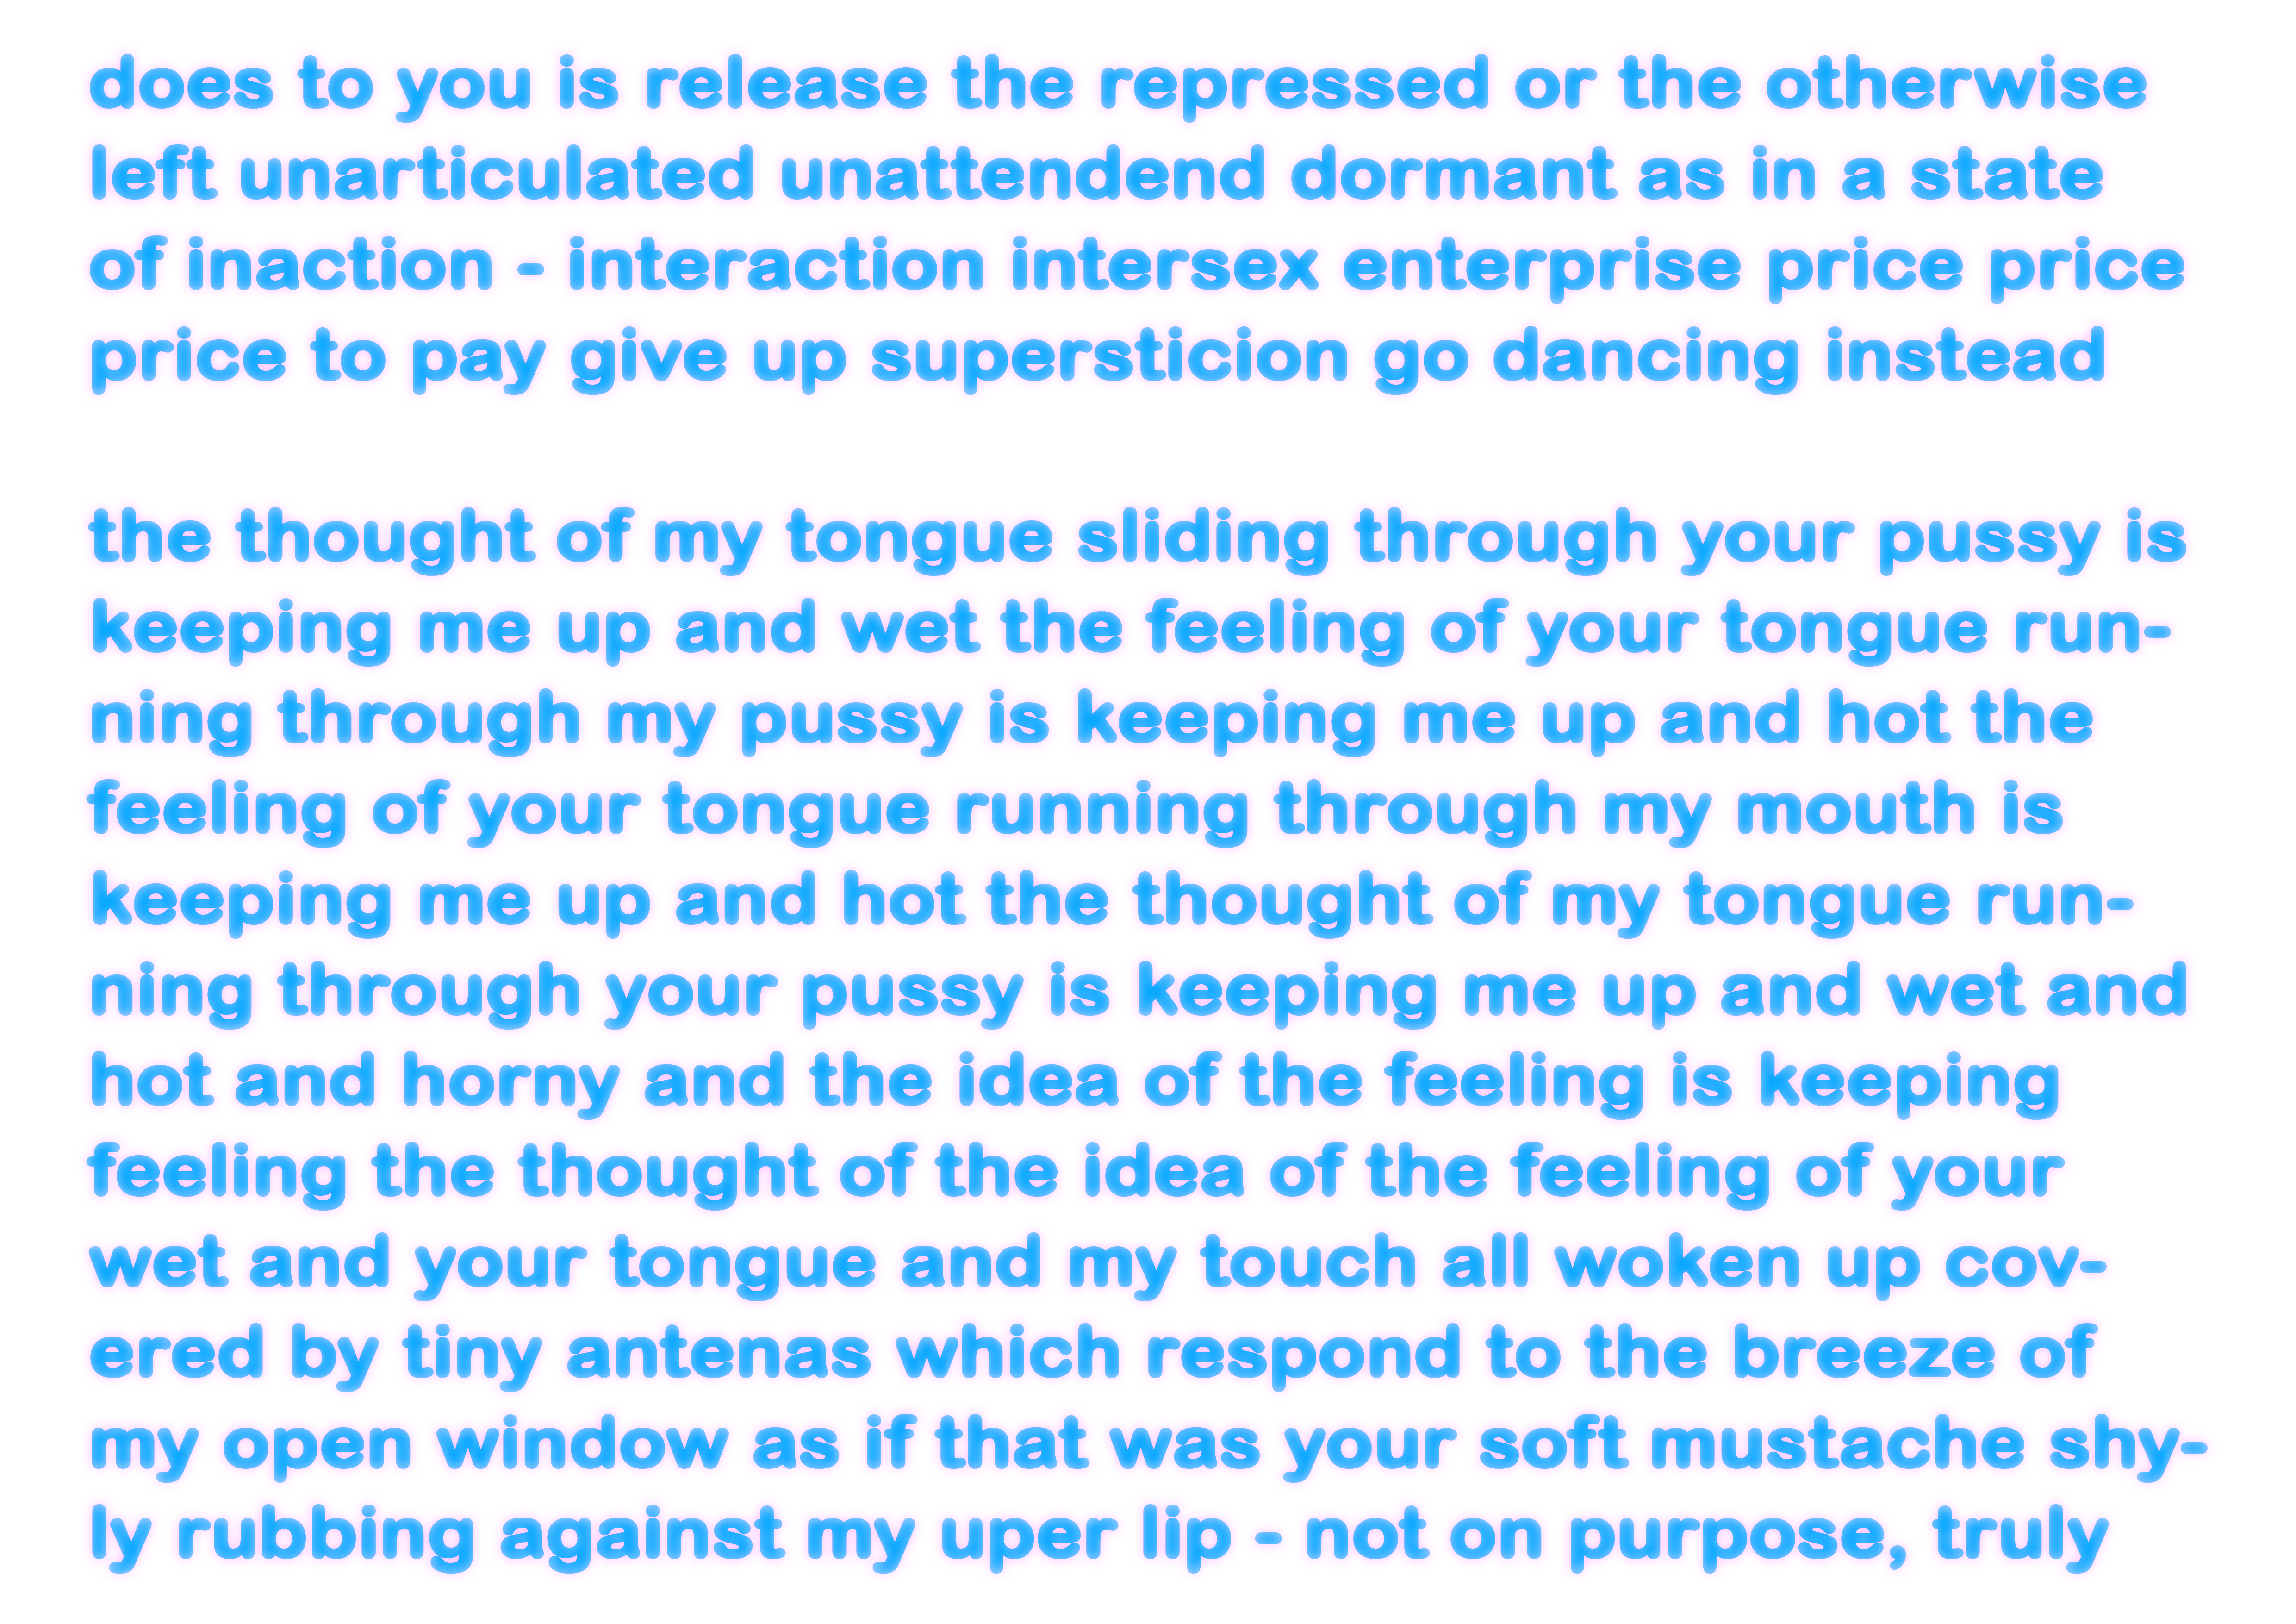 does to you is release the repressed or the otherwise
left unarticulated unattendend dormant as in a state
of inaction - interaction intersex enterprise price price
price to pay give up supersticion go dancing instead
the thought of my tongue sliding through your pussy is
keeping me up and wet the feeling of your tongue run-
ning through my pussy is keeping me up and hot the
feeling of your tongue running through my mouth is
keeping me up and hot the thought of my tongue run-
ning through your pussy is keeping me up and wet and
hot and horny and the idea of the feeling is keeping
feeling the thought of the idea of the feeling of your
wet and your tongue and my touch all woken up cov-
ered by tiny antenas which respond to the breeze of
my open window as if that was your soft mustache shy-
ly rubbing against my uper lip - not on purpose, truly